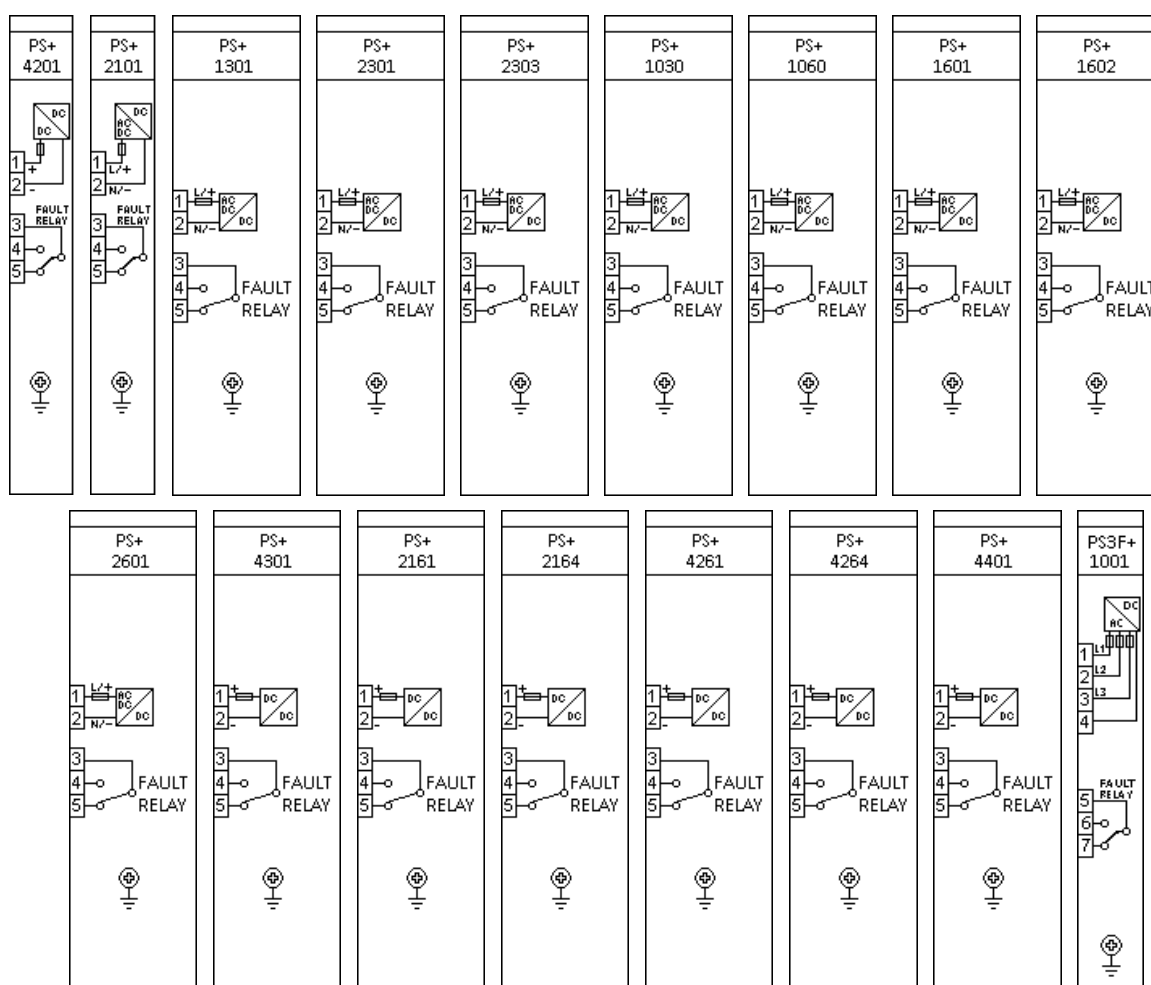 PS+
4201
DC
DC
1
+
2
-
FAULT
RELAY
3
4
5
PS+
2101
DC
AC
DC
1
L/+
2
N/-
FAULT
RELAY
3
4
5
PS+
1301
L/+
1
AC
DC
2
DC
N/-
3
4
FAULT
5
RELAY
PS+
2301
L/+
1
AC
DC
2
DC
N/-
3
4
FAULT
5
RELAY
PS+
2303
L/+
1
AC
DC
2
DC
N/-
3
4
FAULT
5
RELAY
PS+
1030
L/+
1
AC
DC
2
DC
N/-
3
4
FAULT
5
RELAY
PS+
1060
L/+
1
AC
DC
2
DC
N/-
3
4
FAULT
5
RELAY
PS+
1601
L/+
1
AC
DC
2
DC
N/-
3
4
FAULT
5
RELAY
PS+
1602
L/+
1
AC
DC
2
DC
N/-
3
4
FAULT
5
RELAY
PS+
2601
L/+
1
AC
DC
2
DC
N/-
3
4
FAULT
5
RELAY
PS+
4301
+
1
DC
2
DC
-
3
4
FAULT
5
RELAY
PS+
2161
+
1
DC
2
DC
-
3
4
FAULT
5
RELAY
PS+
2164
+
1
DC
2
DC
-
3
4
FAULT
5
RELAY
PS+
4261
+
1
DC
2
DC
-
3
4
FAULT
5
RELAY
PS+
4264
+
1
DC
2
DC
-
3
4
FAULT
5
RELAY
PS+
4401
+
1
DC
2
DC
-
3
4
FAULT
5
RELAY
PS3F+
1001
DC
AC
1
L1
2
L2
3
L3
4
FAULT
RELAY
5
6
7